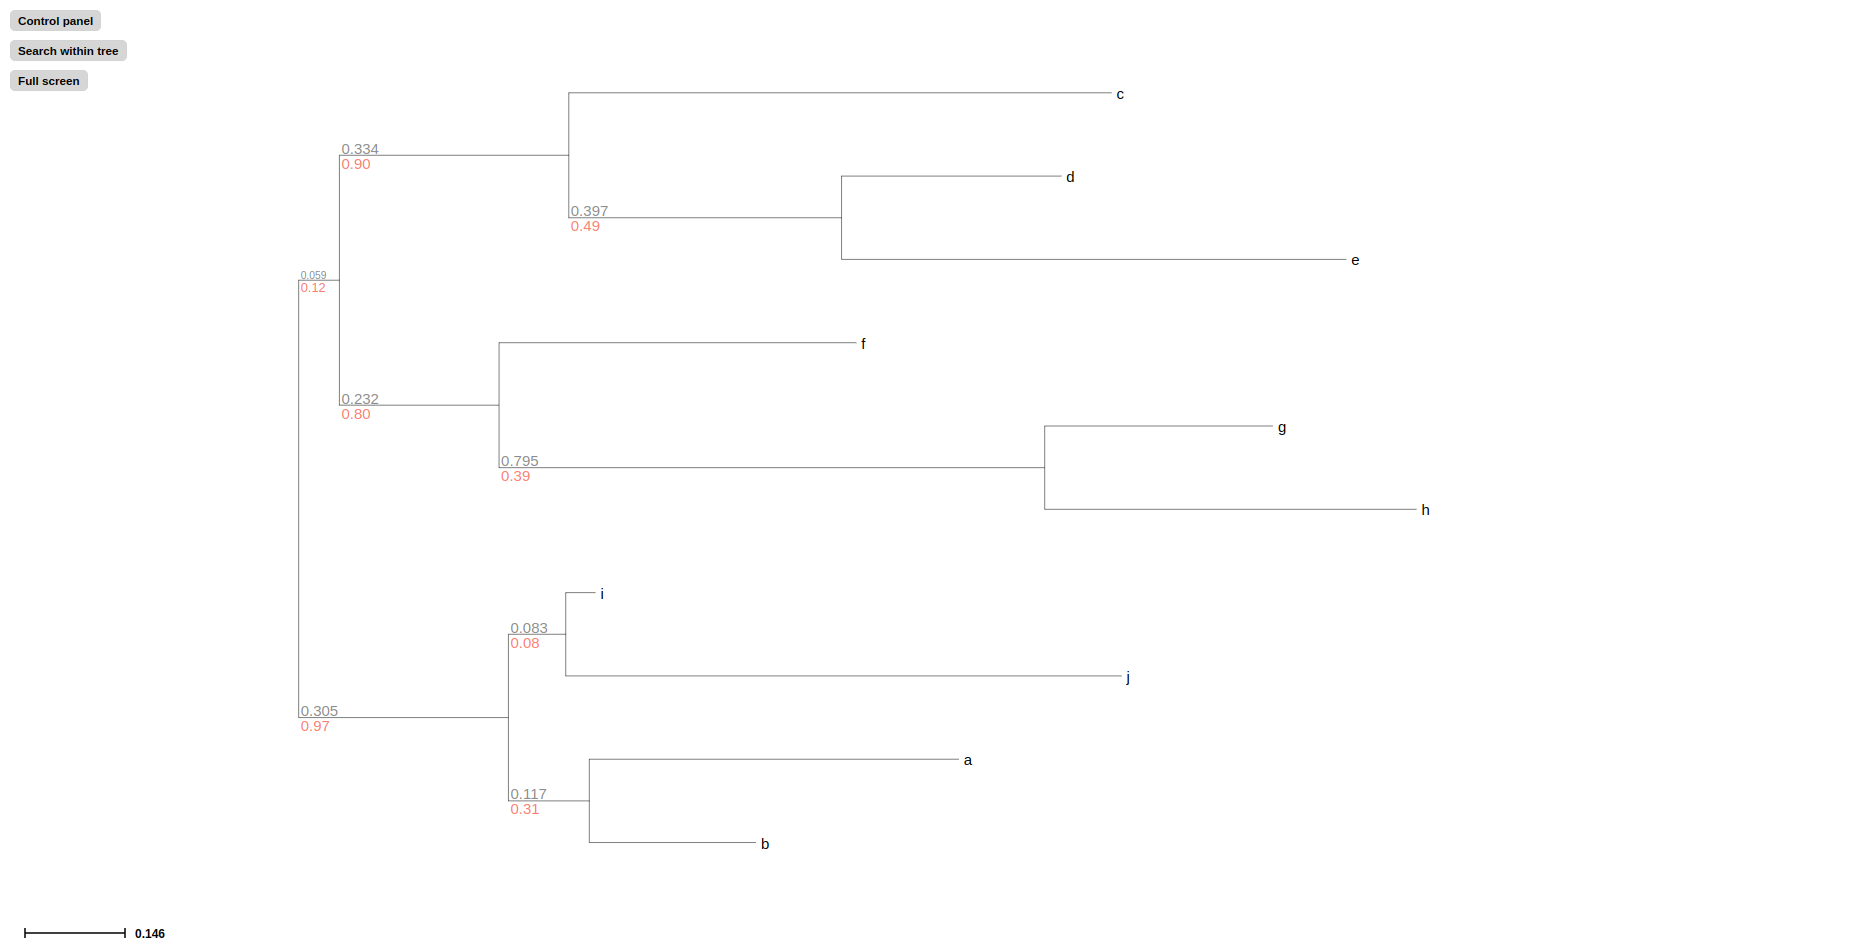 Control panel
Search within tree
Full screen
c
0.334
0.90
d
0.397
0.49
e
0.059
0.12
f
0.232
0.80
g
0.795
0.39
h
i
0.083
0.08
j
0.305
0.97
a
0.117
0.31
b
0.146